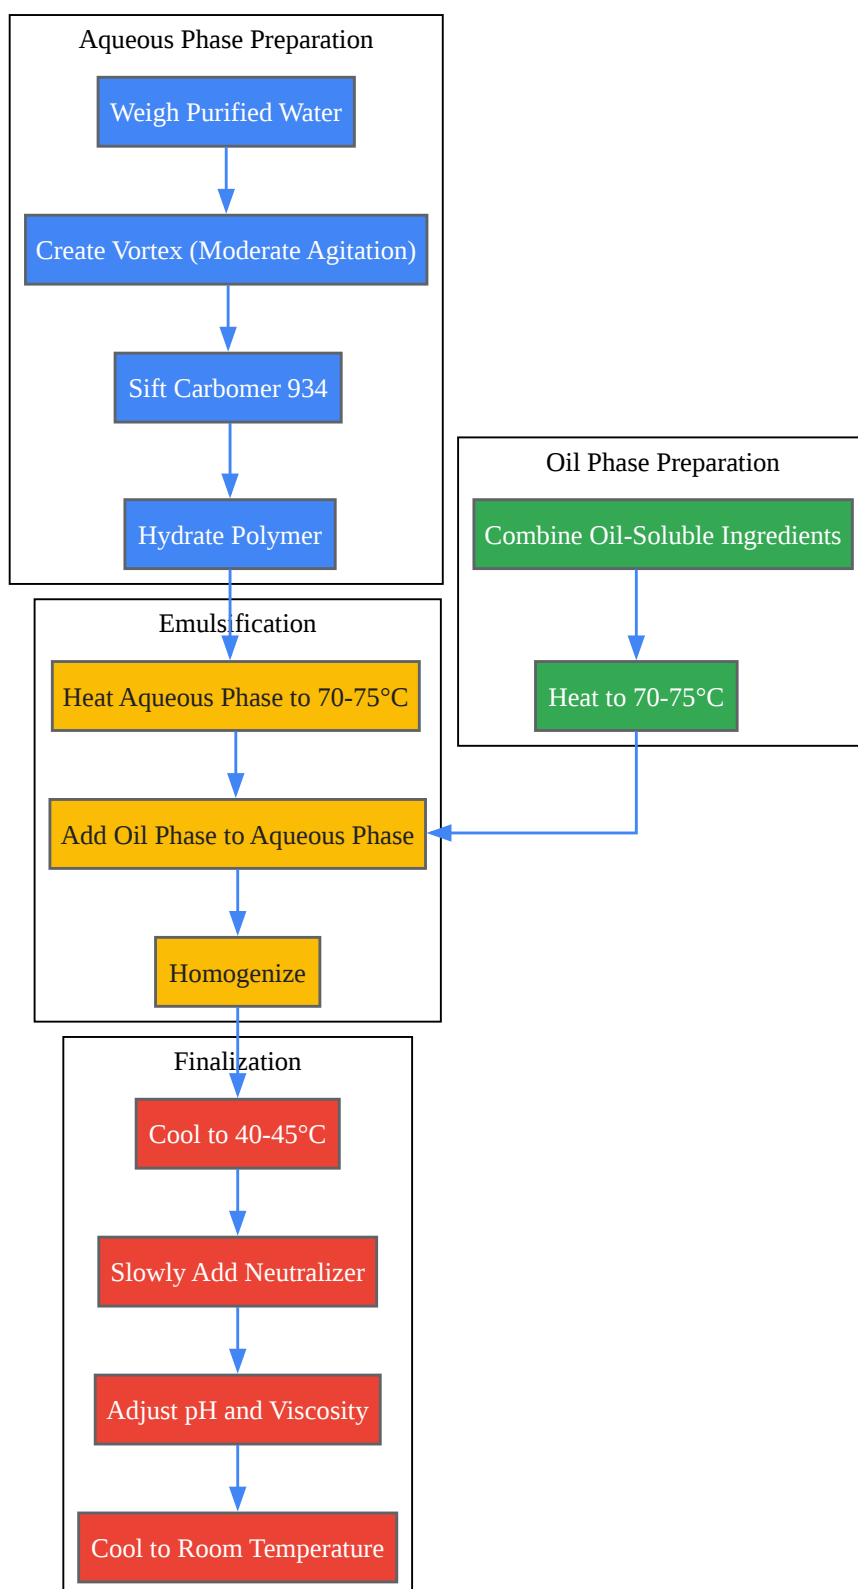 Aqueous Phase Preparation
Weigh Purified Water
Create Vortex (Moderate Agitation)
Sift Carbomer 934
Hydrate Polymer
Oil Phase Preparation
Combine Oil-Soluble Ingredients
Heat to 70-75°C
Emulsification
Heat Aqueous Phase to 70-75°C
Add Oil Phase to Aqueous Phase
Homogenize
Finalization
Cool to 40-45°C
Slowly Add Neutralizer
Adjust pH and Viscosity
Cool to Room Temperature